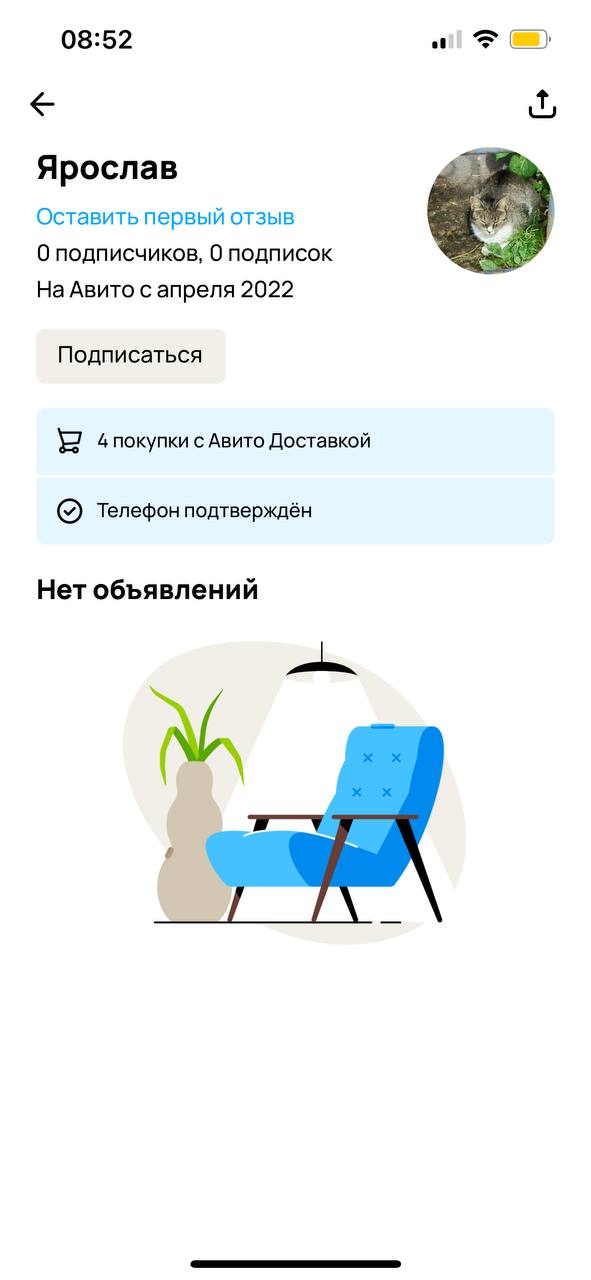 08:52
Ярослав
Оставить первый отзыв
0 подписчиков, 0 подписок
На Авито с апреля 2022
Подписаться
4 покупки с Авито Доставкой
Телефон подтверждён
Нет объявлений